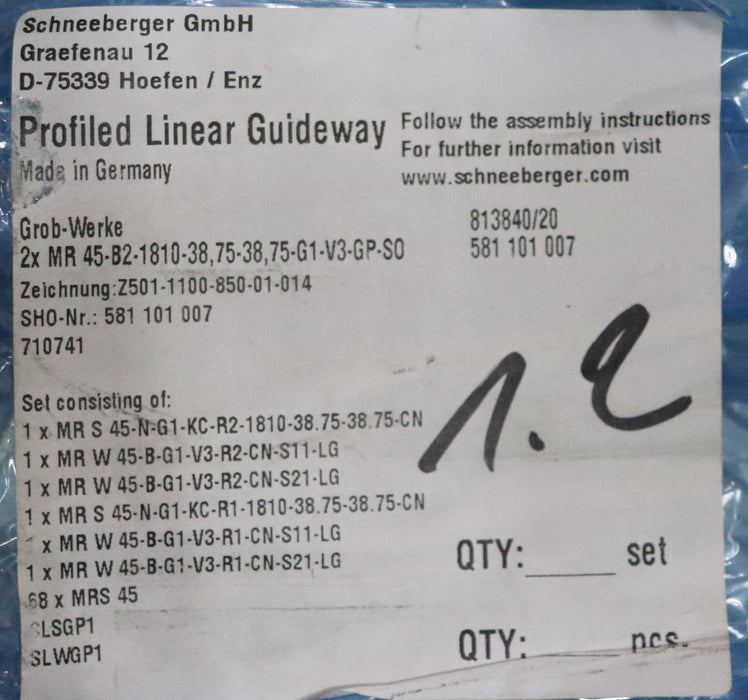 Schneeberger GmbH
Graefenau 12
D-75339 Hoefen / Enz
Profiled Linear Guideway
Made in Germany
Follow the assembly instructions
For further information visit
www.schneeberger.com
Grob-Werke 813840/20
2x MR 45-B2-1810-38,75-38,75-G1-V3-GP-SO 581 101 007
Zeichnung:Z501-1100-850-01-014
SHO-Nr.: 581 101 007
710741
1.2
Set consisting of:
1 x MR S 45-N-G1-KC-R2-1810-38.75-38.75-CN
1 x MR W 45-B-G1-V3-R2-CN-S11-LG
1 x MR W 45-B-G1-V3-R2-CN-S21-LG
1 x MR S 45-N-G1-KC-R1-1810-38.75-38.75-CN
x MR W 45-B-G1-V3-R1-CN-S11-LG
1 x MR W 45-B-G1-V3-R1-CN-S21-LG
68 x MRS 45
SLSGP1
SLWGP1
QTY:______ set
QTY:______ pcs.